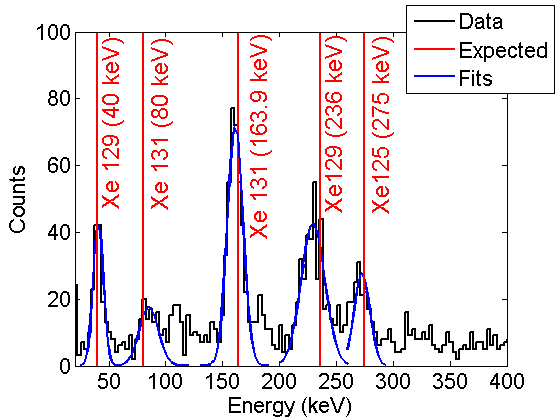 Data
Expected
Fits
100
80
60
40
20
0
Counts
Xe 129 (40 keV)
Xe 131 (80 keV)
Xe 131 (163.9 keV)
Xe129 (236 keV)
Xe125 (275 keV)
50
100
150
200
250
300
350
400
Energy (keV)